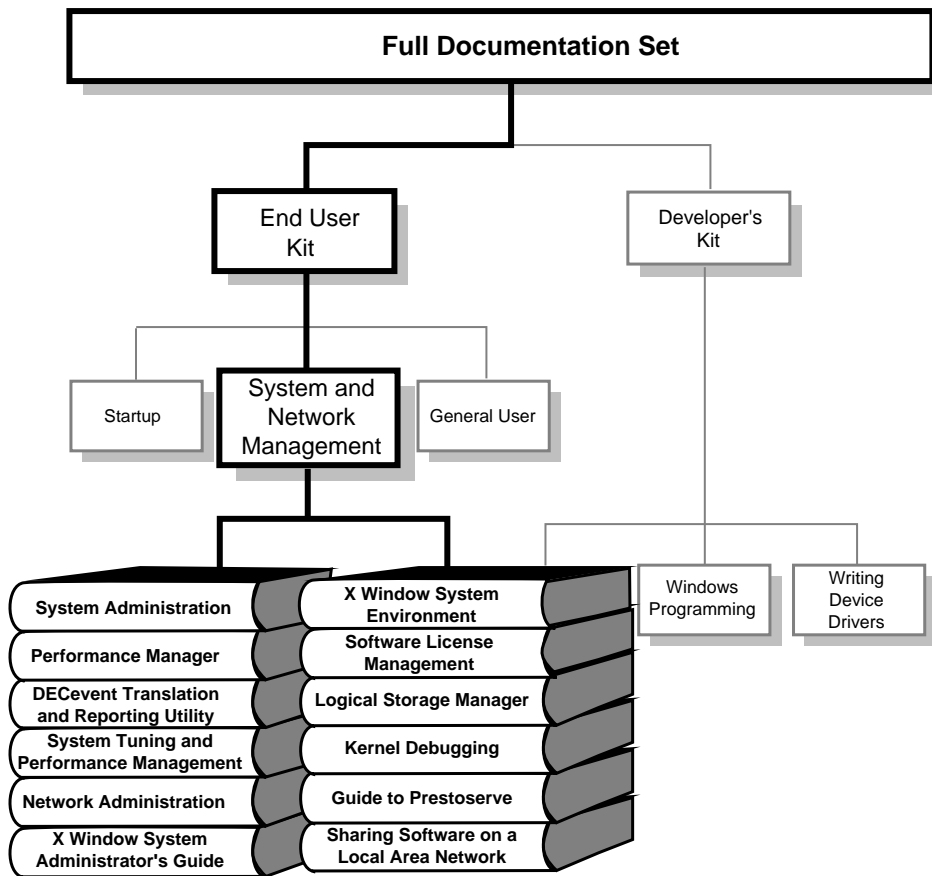 Full Documentation Set
End User
Kit
Developer's
Kit
Startup
System and
Network
Management
General User
Windows
Programming
Writing
Device
Drivers
System Administration
Performance Manager
DECevent Translation
and Reporting Utility
System Tuning and
Performance Management
Network Administration
X Window System
Administrator's Guide
X Window System
Environment
Software License
Management
Logical Storage Manager
Kernel Debugging
Guide to Prestoserve
Sharing Software on a
Local Area Network